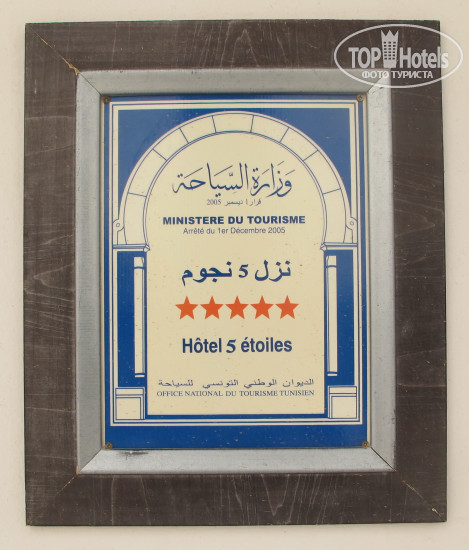 TOP Hotels
ФОТО ТУРИСТА
وزارة السياحة
قرار 1 ديسمبر 2005
MINISTERE DU TOURISME
Arrêté du 1er Décembre 2005
نزل 5 نجوم
Hôtel 5 étoiles
الديوان الوطني التونسي للسياحة
OFFICE NATIONAL DU TOURISME TUNISIEN